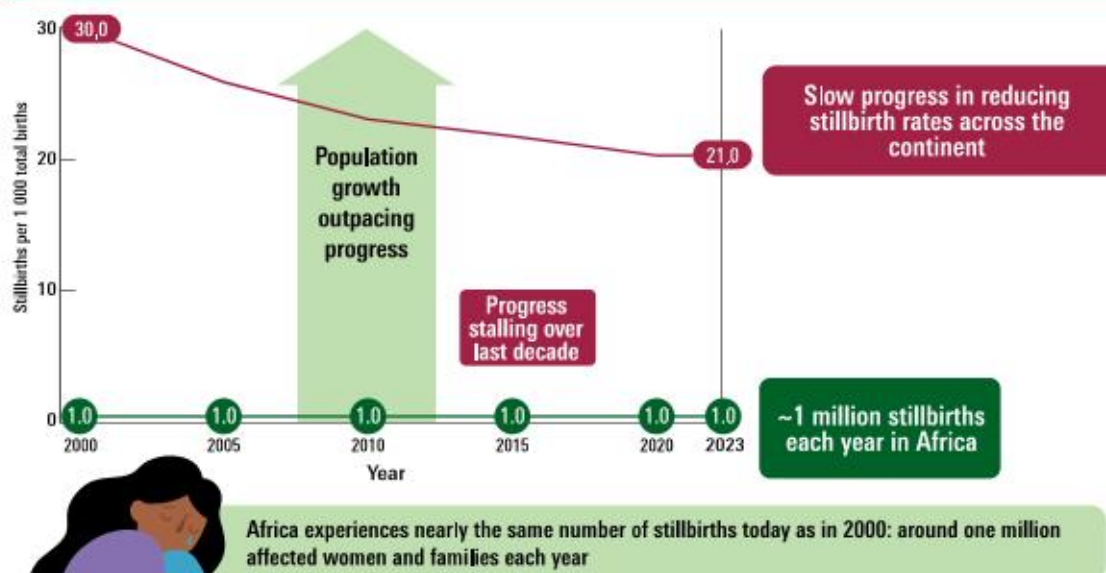 30
30,0
Slow progress in reducing
stillbirth rates across the
continent
20
21,0
Population
growth
outpacing
progress
Stillbirths per 1 000 total births
10
Progress
stalling over
last decade
0
1.0 1.0 1.0 1.0 1.0 1.0
2000 2005 2010 2015 2020 2023
Year
~1 million stillbirths
each year in Africa
Africa experiences nearly the same number of stillbirths today as in 2000: around one million
affected women and families each year